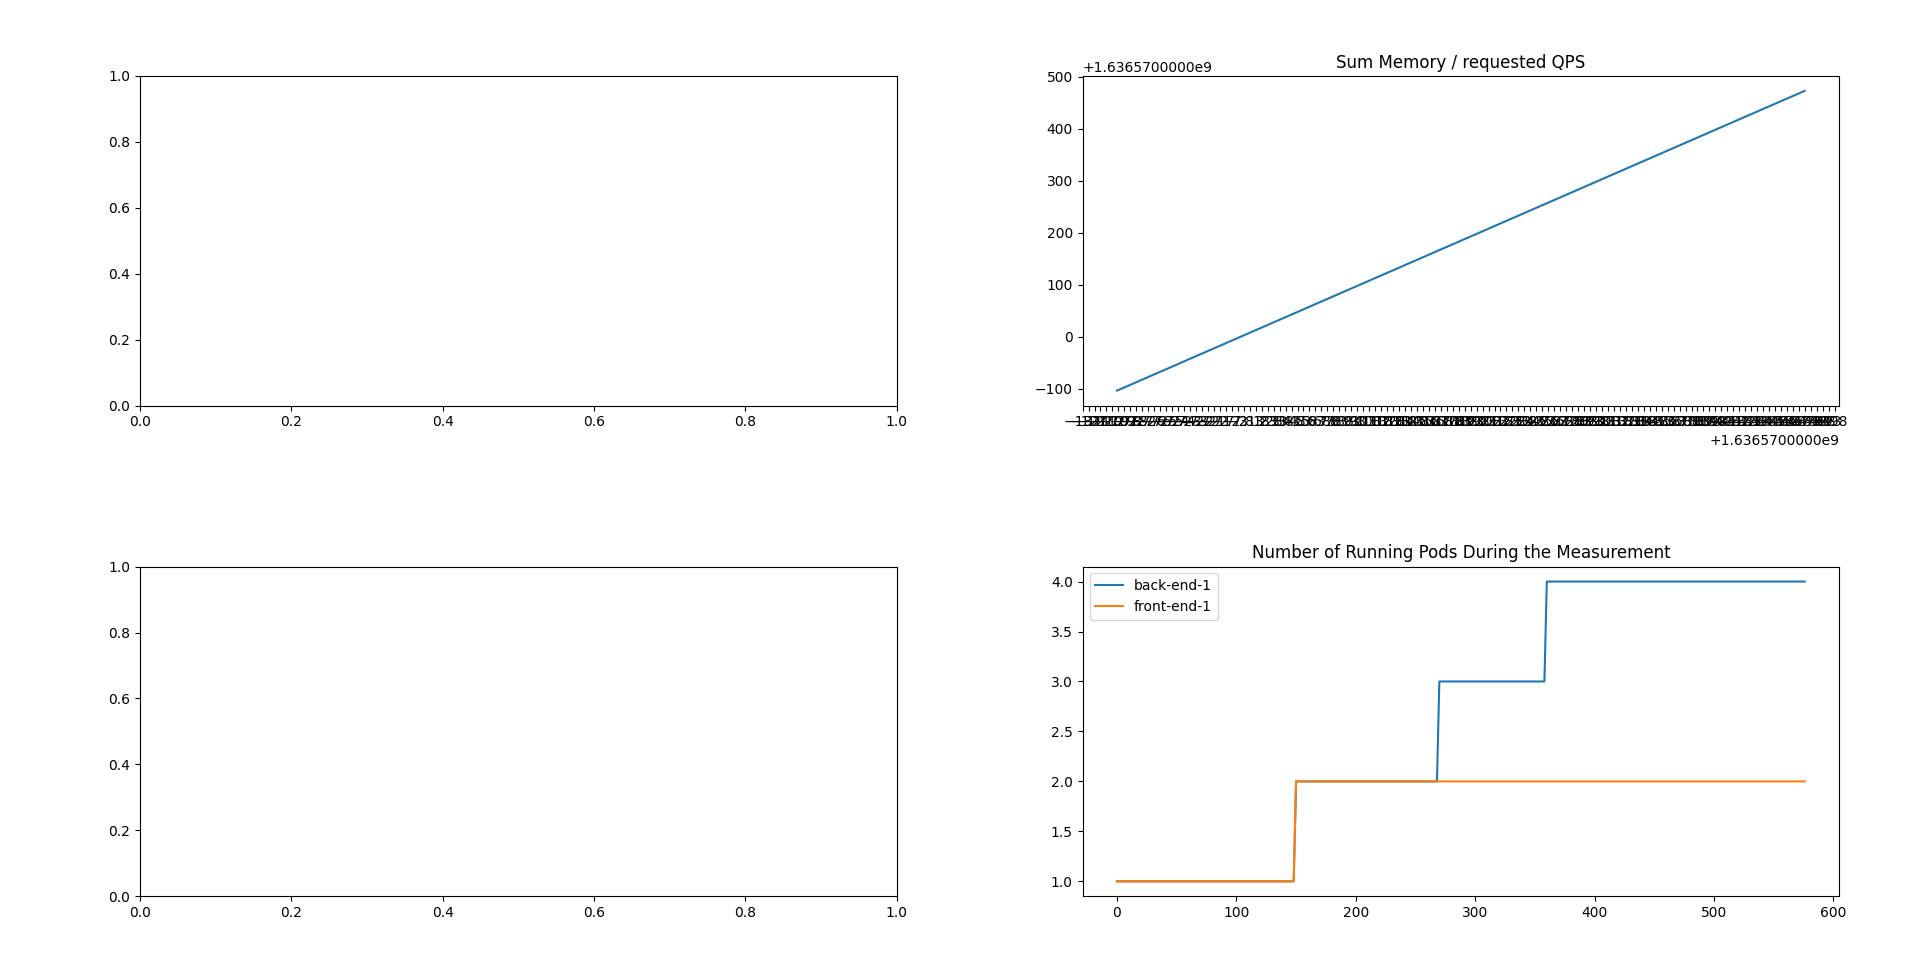 1.0
0.8
0.6
0.4
0.2
0.0
0.0 0.2 0.4 0.6 0.8 1.0
Sum Memory / requested QPS
+1.6365700000e9
500
400
300
200
100
0
−100
+1.6365700000e9
1.0
0.8
0.6
0.4
0.2
0.0
0.0 0.2 0.4 0.6 0.8 1.0
Number of Running Pods During the Measurement
back-end-1
front-end-1
4.0
3.5
3.0
2.5
2.0
1.5
1.0
0 100 200 300 400 500 600